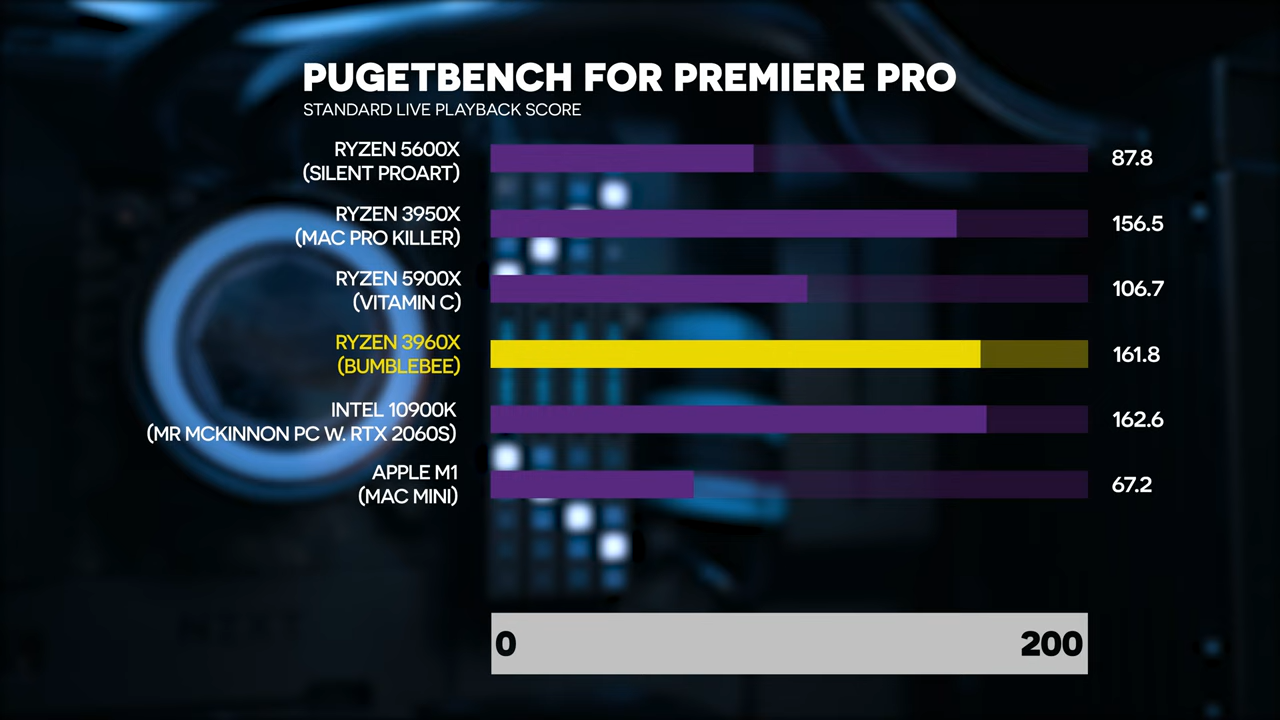 PUGETBENCH FOR PREMIERE PRO
STANDARD LIVE PLAYBACK SCORE
RYZEN 5600X
(SILENT PROART)
87.8
RYZEN 3950X
(MAC PRO KILLER)
156.5
RYZEN 5900X
(VITAMIN C)
106.7
RYZEN 3960X
(BUMBLEBEE)
161.8
INTEL 10900K
(MR MCKINNON PC W. RTX 2060S)
162.6
APPLE M1
(MAC MINI)
67.2
0 200